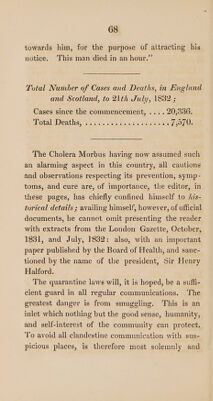 68
towards him, for the purpose of attracting his
notice. This man died in an hour.”
Total Number of Cases and Deaths, in England
and Scotland, to 21th July, 1832;
Cases since the commencement, .... 20,336.
Total Deaths, ..................... 7,570.
The Cholera Morbus having now assumed such
an alarming aspect in this country, all cautions
and observations respecting its prevention, symp-
toms, and cure are, of importance, the editor, in
these pages, has chiefly confined himself to his-
torical details; availing himself, however, of official
documents, he cannot omit presenting the reader
with extracts from the London Gazette, October,
1831, and July, 1832: also, with an important
paper published by the Board of Health, and sanc-
tioned by the name of the president, Sir Henry
Halford.
The quarantine laws will, it is hoped, be a suffi-
cient guard in all regular communications. The
greatest danger is from smuggling. This is an
inlet which nothing but the good sense, humanity,
and self-interest of the community can protect.
To avoid all clandestine communication with sus-
picious places, is therefore most solemnly and